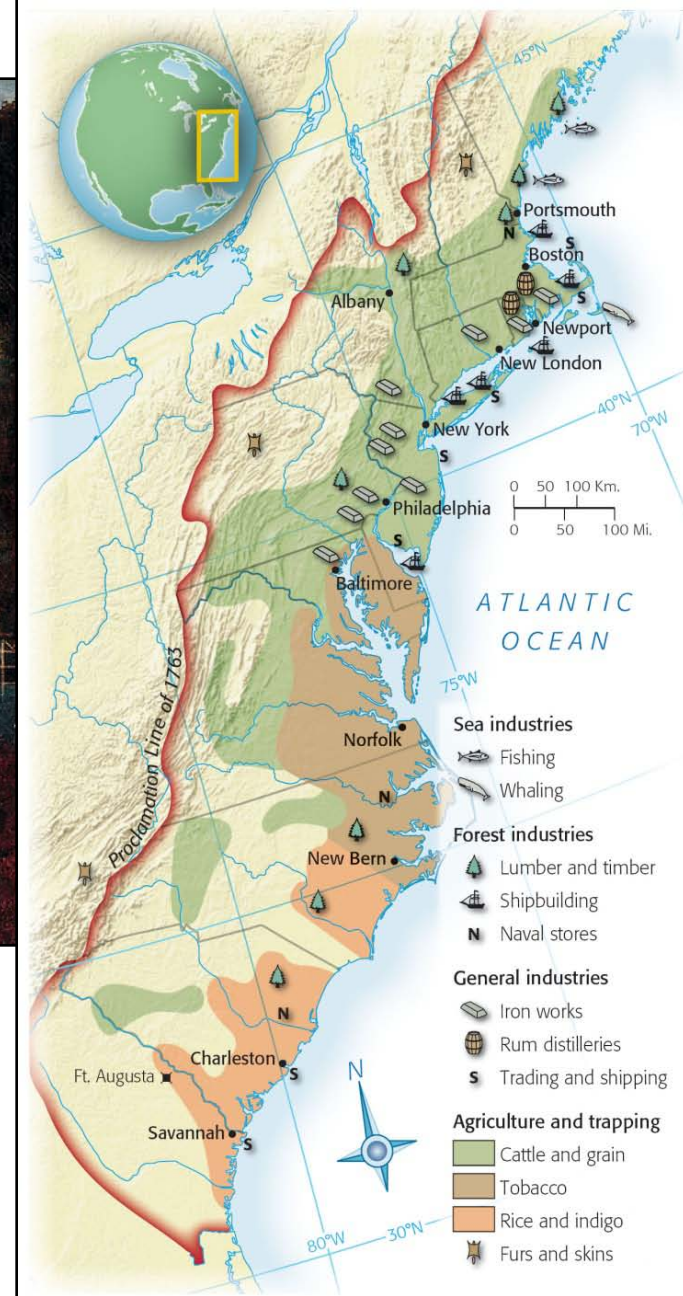 45°N
Portsmouth
N
S
Boston
Albany
S
Newport
New London
S
40°N
70°W
New York
S
0 50 100 Km.
0 50 100 Mi.
Philadelphia
S
Baltimore
ATLANTIC
OCEAN
75°W
Proclamation Line of 1763
Norfolk
N
New Bern
Sea industries
Fishing
Whaling
Forest industries
Lumber and timber
Shipbuilding
N Naval stores
General industries
Iron works
Rum distilleries
S Trading and shipping
Agriculture and trapping
Cattle and grain
Tobacco
Rice and indigo
Furs and skins
N
Charleston
S
Ft. Augusta
N
Savannah
S
80°W
30°N